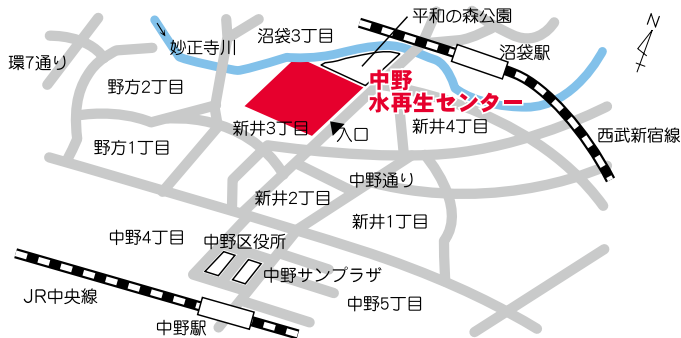 平和の森公園
N
沼袋3丁目
妙正寺川
沼袋駅
環7通り
中野
水再生センター
野方2丁目
新井3丁目
入口
新井4丁目
西武新宿線
野方1丁目
中野通り
新井2丁目
新井1丁目
中野4丁目
中野区役所
中野サンプラザ
JR中央線
中野5丁目
中野駅